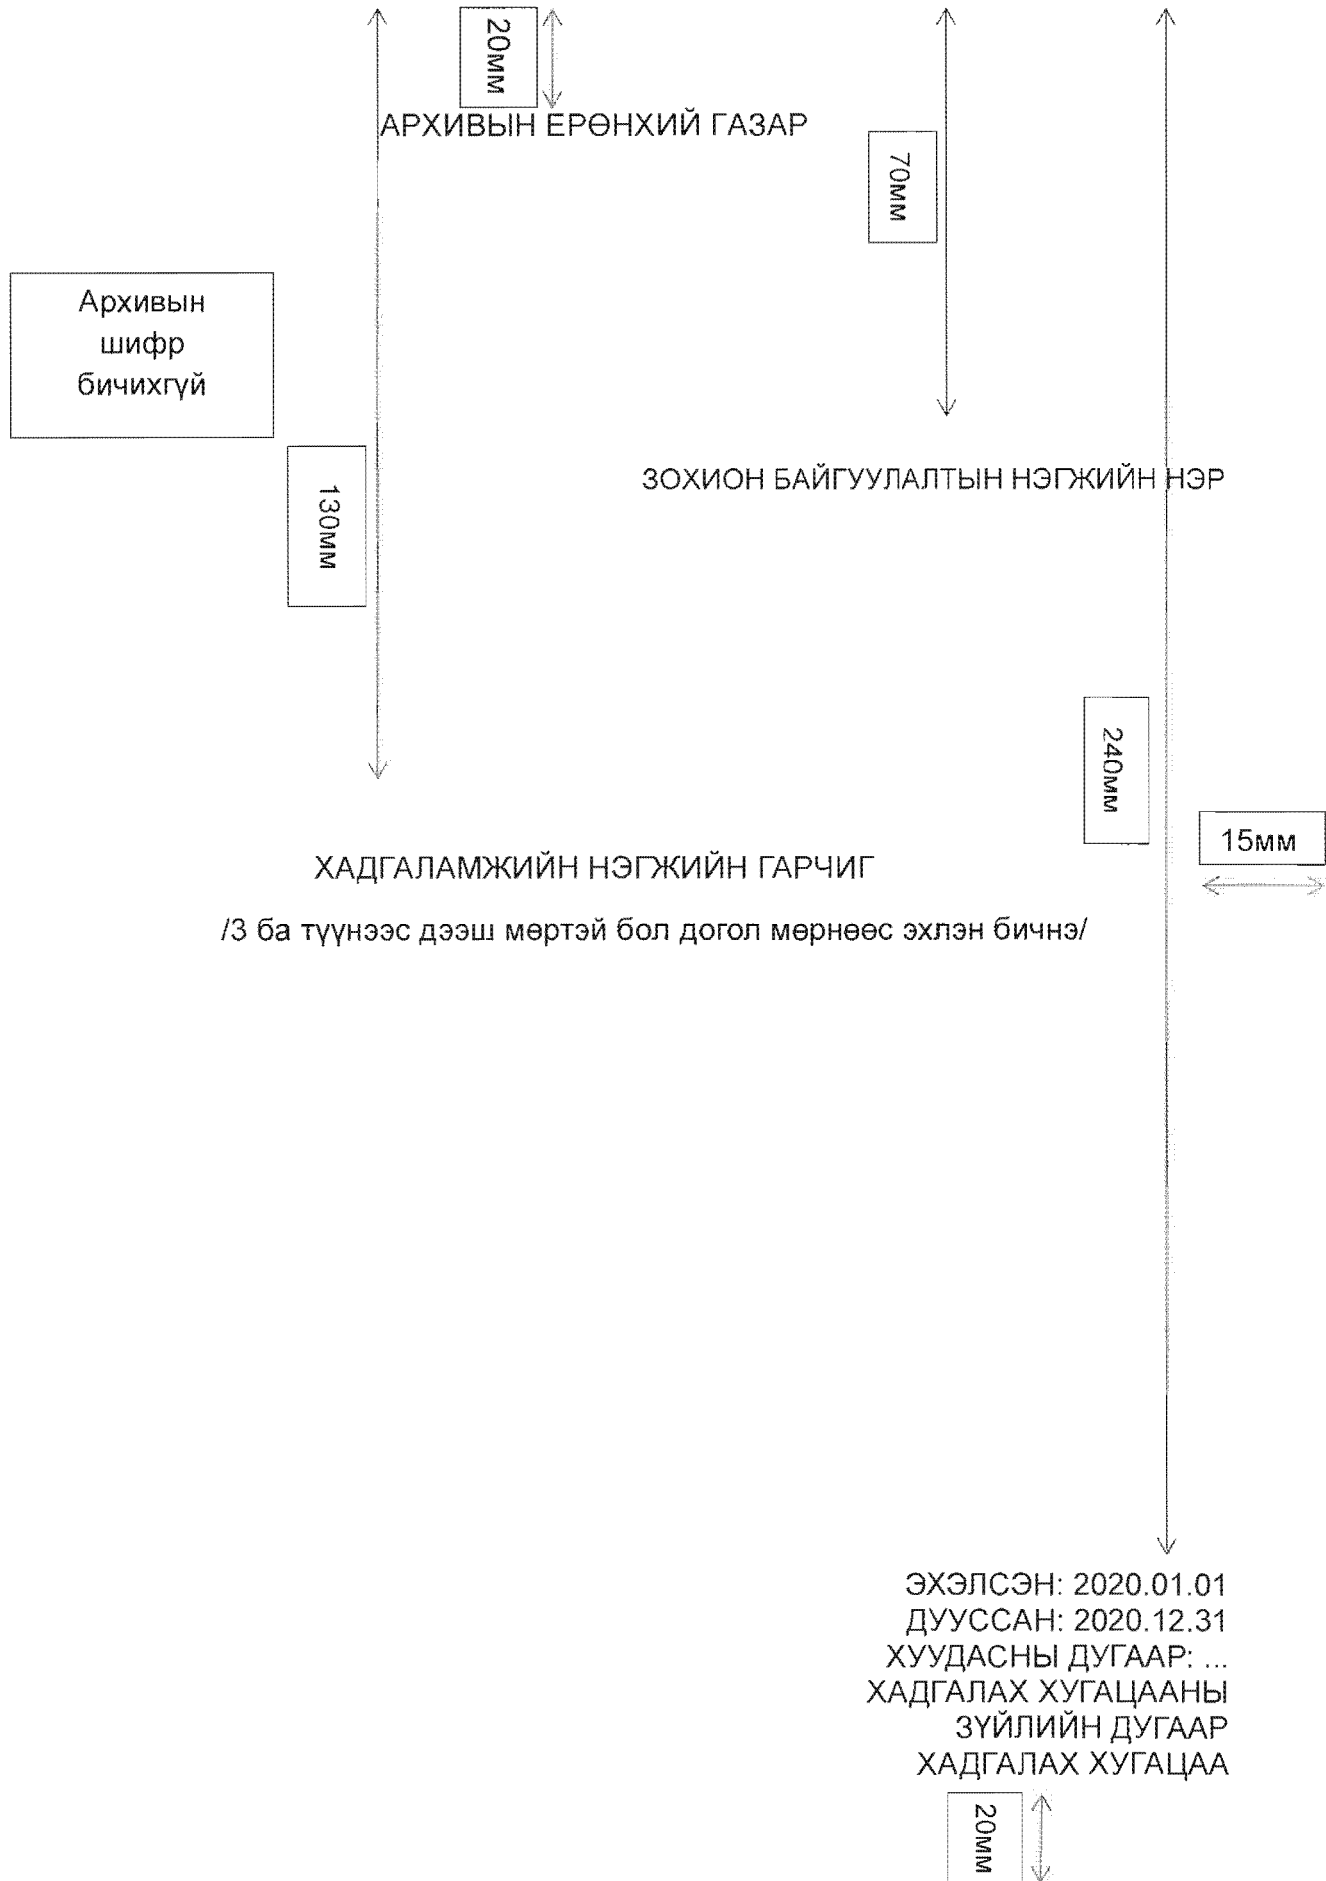 20мм
АРХИВЫН ЕРӨНХИЙ ГАЗАР
70мм
Архивын
шифр
бичихгүй
ЗОХИОН БАЙГУУЛАЛТЫН НЭГЖИЙН НЭР
130мм
240мм
15мм
ХАДГАЛАМЖИЙН НЭГЖИЙН ГАРЧИГ
/3 ба түүнээс дээш мөртэй бол догол мөрнөөс эхлэн бичнэ/
ЭХЭЛСЭН: 2020.01.01
ДУУССАН: 2020.12.31
ХУУДАСНЫ ДУГААР: ...
ХАДГАЛАХ ХУГАЦААНЫ
ЗҮЙЛИЙН ДУГААР
ХАДГАЛАХ ХУГАЦАА
20мм